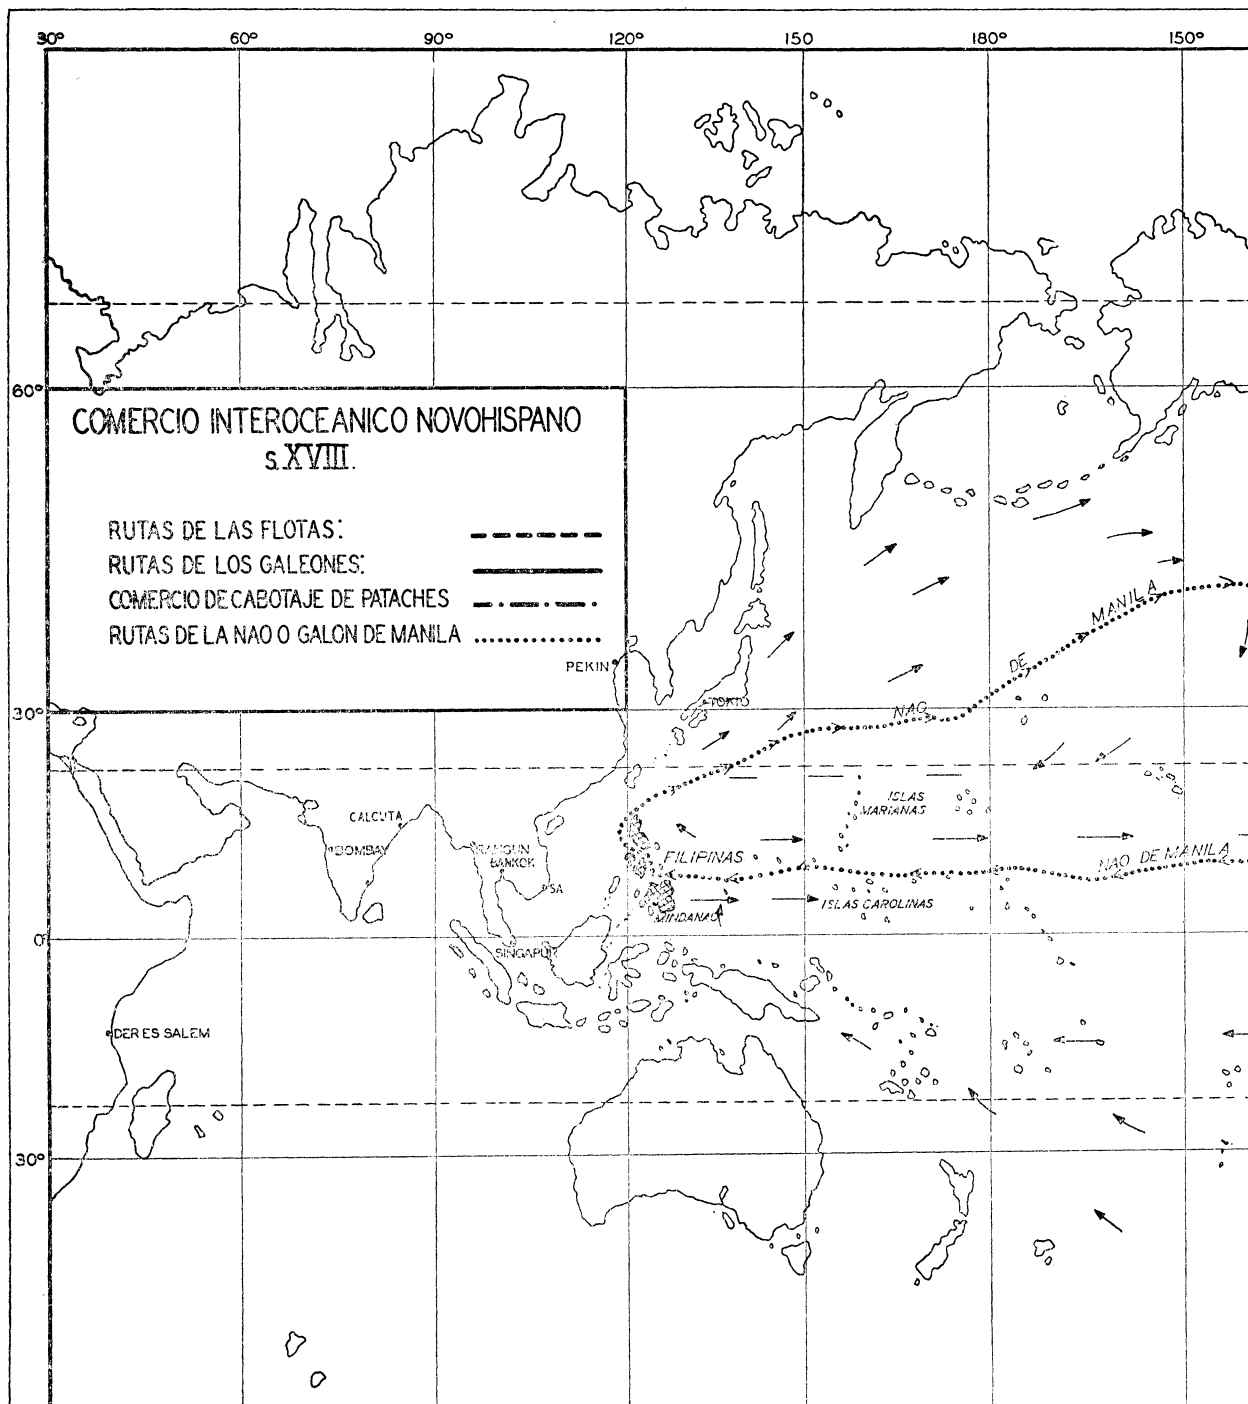 30°
60°
90°
120°
150
180°
150°
60°
COMERCIO INTEROCEANICO NOVOHISPANO
s.XVIII.
RUTAS DE LAS FLOTAS:
RUTAS DE LOS GALEONES:
COMERCIO DE CABOTAJE DE PATACHES
RUTAS DE LA NAO O GALON DE MANILA
PEKIN
TOKIO
NAO DE MANILA
30°
ISLAS
MARIANAS
CALCUTA
BOMBAY
RANGUN
BANKOK
SA
FILIPINAS
NAO DE MANILA
MINDANAO
ISLAS CAROLINAS
0°
SINGAPUR
DER ES SALEM
30°